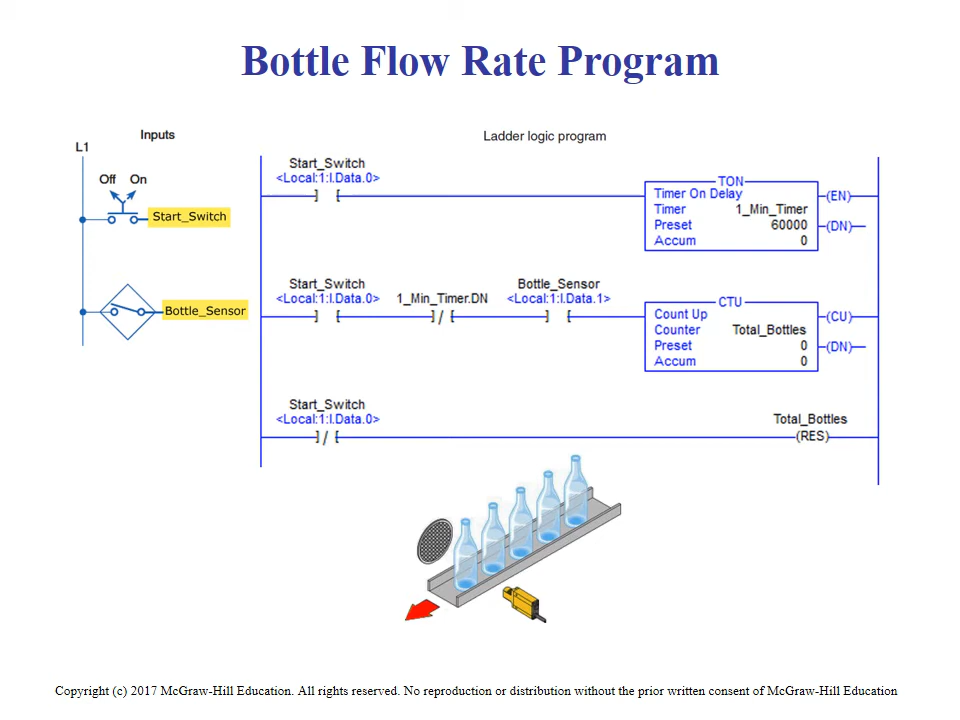 Bottle Flow Rate Program
Inputs
Ladder logic program
L1
Off On
Start_Switch
Bottle_Sensor
Start_Switch
<Local:1:I.Data.0>
TON
Timer On Delay
Timer 1_Min_Timer
Preset 60000
Accum 0
(EN)
(DN)
Start_Switch
<Local:1:I.Data.0>
1_Min_Timer.DN
Bottle_Sensor
<Local:1:I.Data.1>
CTU
Count Up
Counter Total_Bottles
Preset 0
Accum 0
(CU)
(DN)
Start_Switch
<Local:1:I.Data.0>
Total_Bottles
(RES)
Copyright (c) 2017 McGraw-Hill Education. All rights reserved. No reproduction or distribution without the prior written consent of McGraw-Hill Education